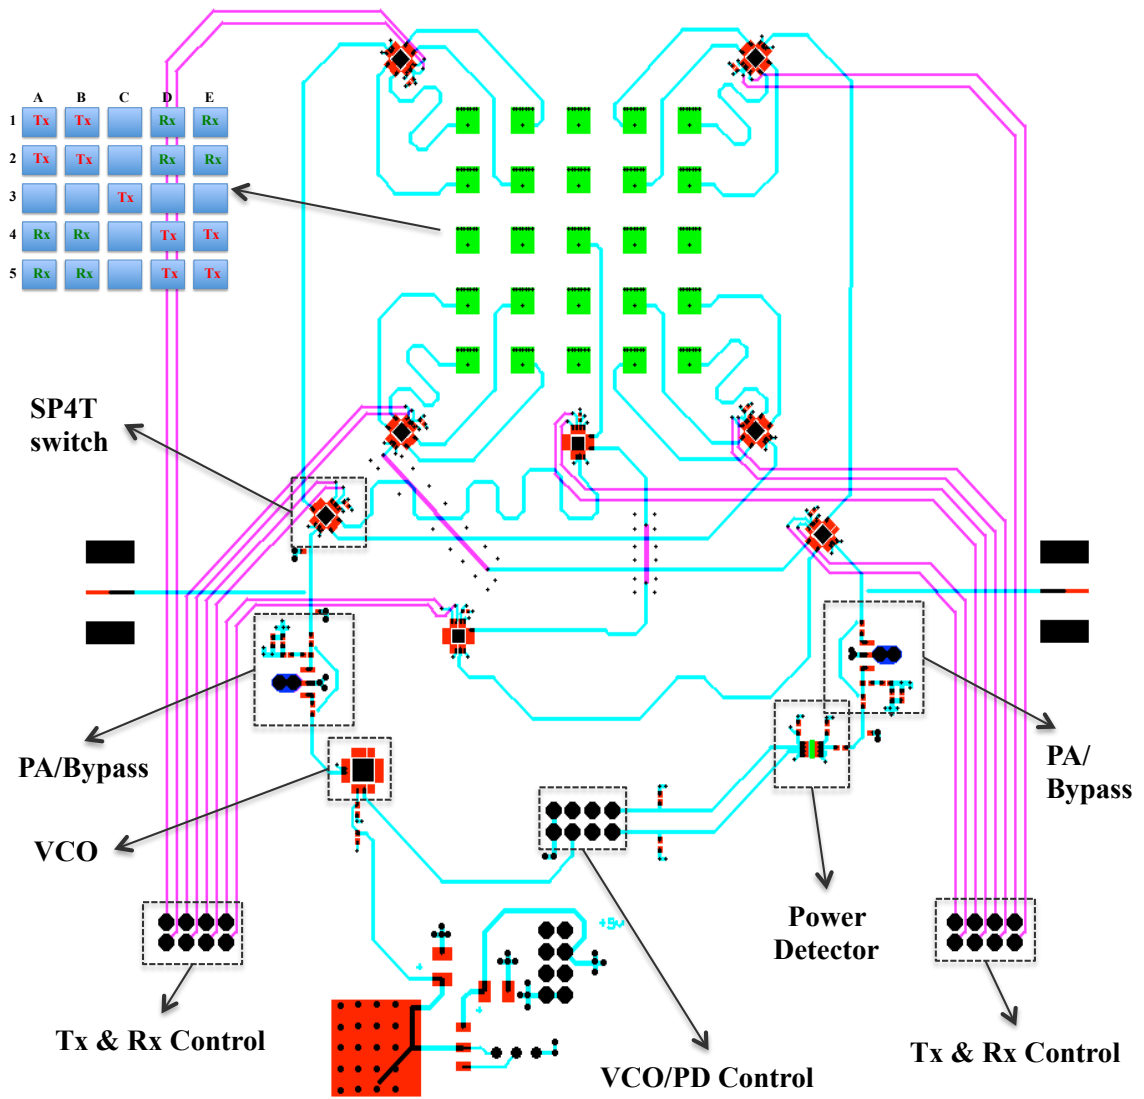 A B C D E
1 Tx Tx Rx Rx
2 Tx Tx Rx Rx
3 Tx
4 Rx Rx Tx Tx
5 Rx Rx Tx Tx
SP4T
switch
PA/Bypass
VCO
PA/
Bypass
Power
Detector
+5v
+
+
Tx & Rx Control
VCO/PD Control
Tx & Rx Control